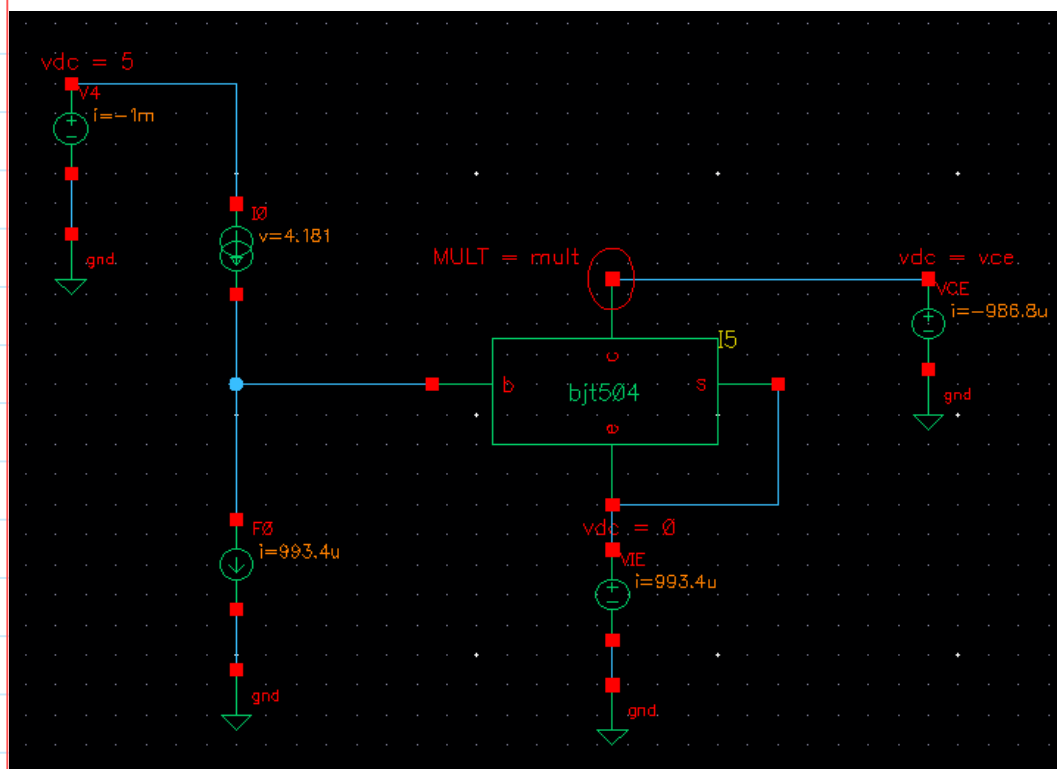 vdc = 5
V4
i=-1m
gnd
I0
v=4.181
MULT = mult
vdc = vce
VCE
i=-986.8u
gnd
I5
c
b
bjt504
s
e
vdc = 0
VIE
i=993.4u
gnd
F0
i=993.4u
gnd